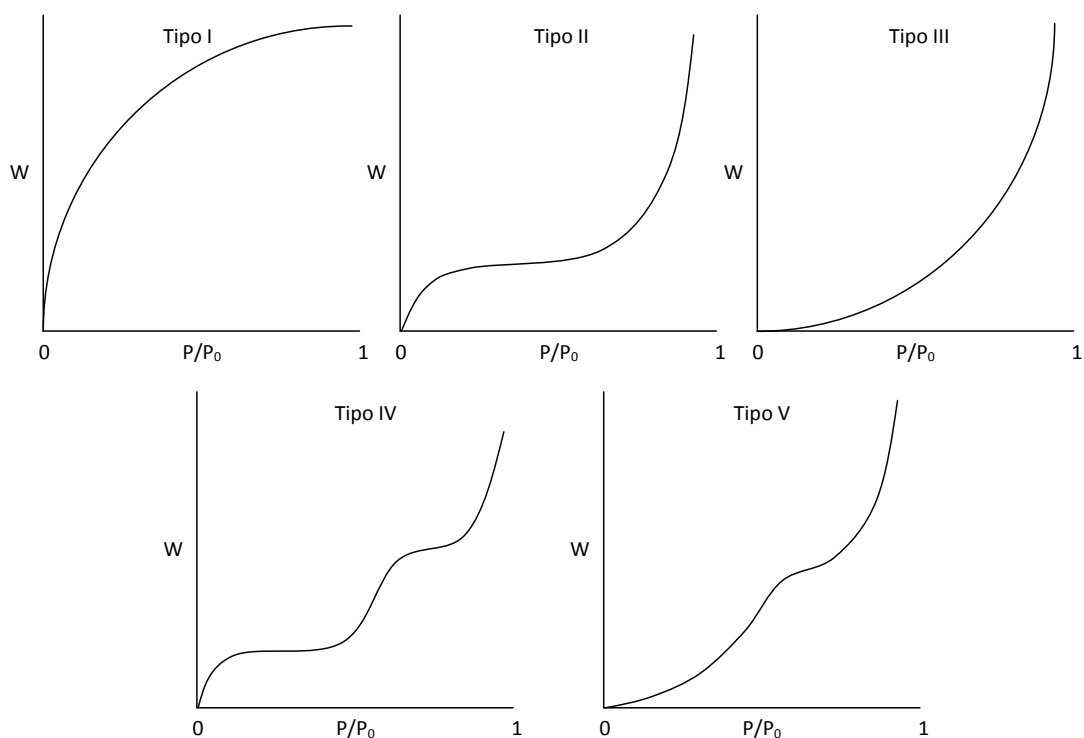 Tipo I
W
0 P/P₀ 1
Tipo II
W
0 P/P₀ 1
Tipo III
W
0 P/P₀ 1
Tipo IV
W
0 P/P₀ 1
Tipo V
W
0 P/P₀ 1